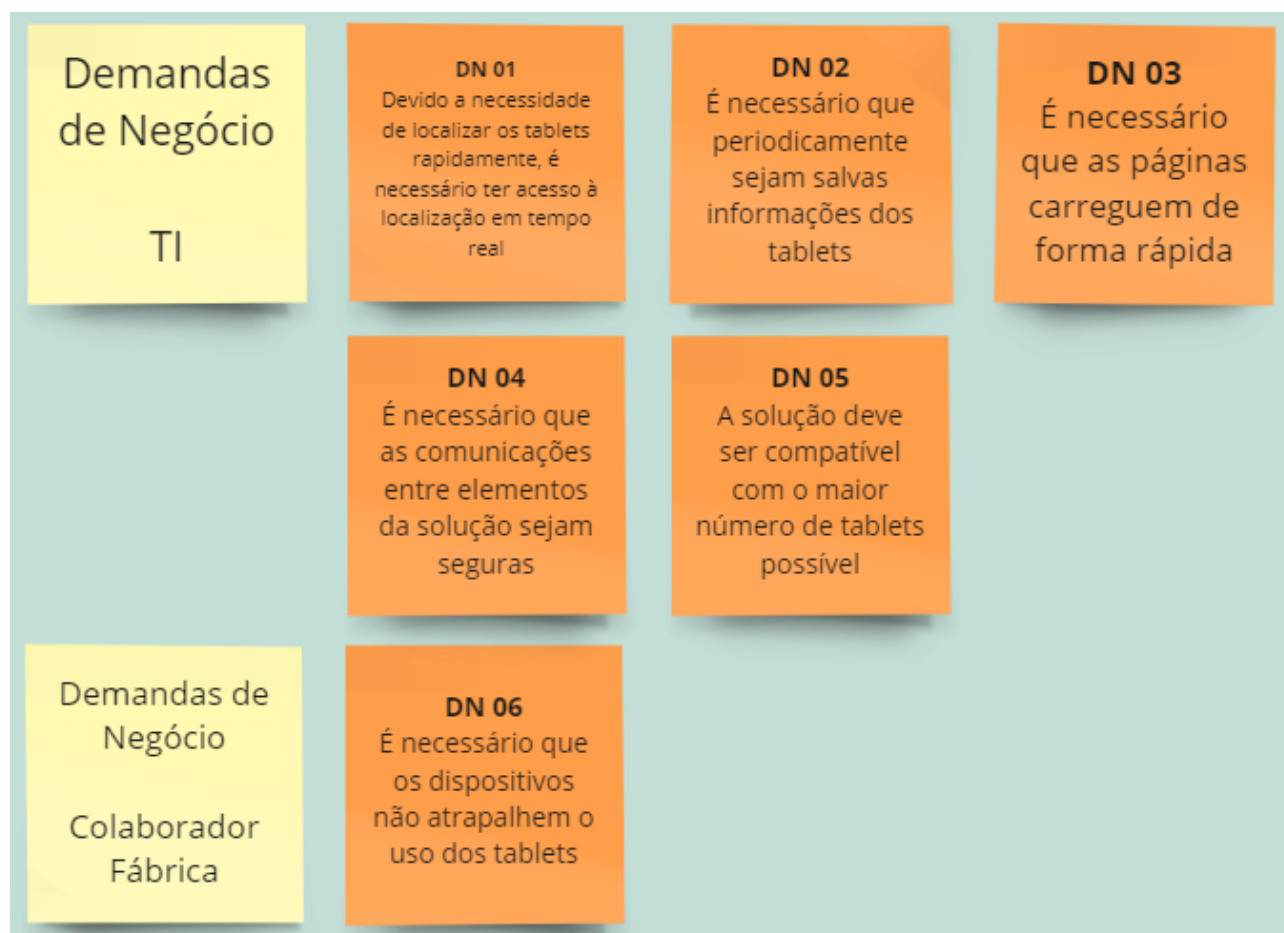 Demandas
de Negócio
TI
DN 01
Devido a necessidade
de localizar os tablets
rapidamente, é
necessário ter acesso à
localização em tempo
real
DN 02
É necessário que
periodicamente
sejam salvas
informações dos
tablets
DN 03
É necessário
que as páginas
carreguem de
forma rápida
DN 04
É necessário que
as comunicações
entre elementos
da solução sejam
seguras
DN 05
A solução deve
ser compatível
com o maior
número de tablets
possível
Demandas de
Negócio
Colaborador
Fábrica
DN 06
É necessário que
os dispositivos
não atrapalhem o
uso dos tablets